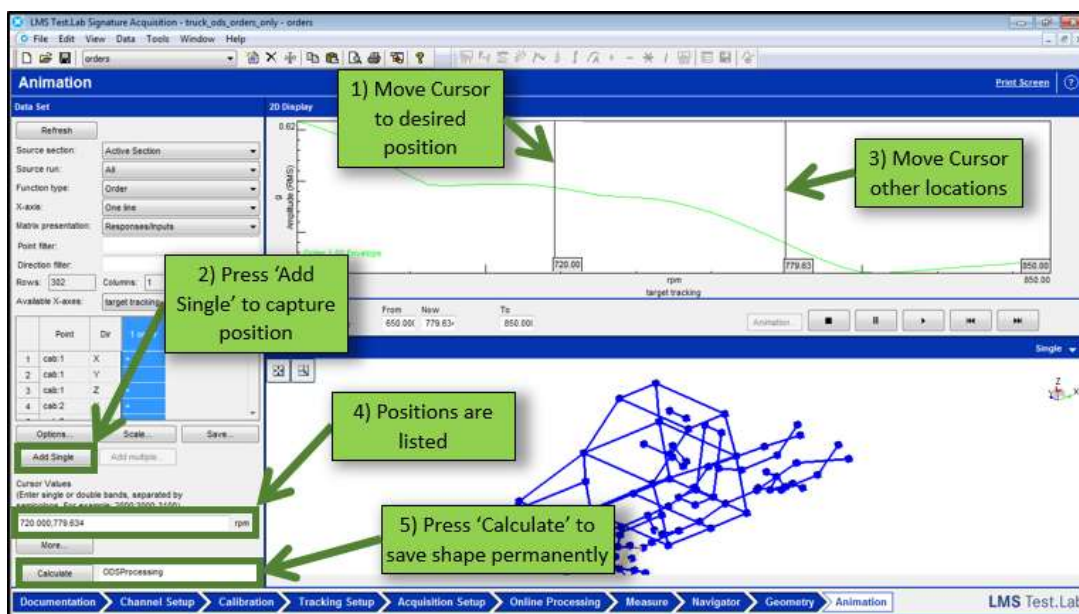 LMS Test.Lab Signature Acquisition - truck_ods_orders_only - orders
File Edit View Data Tools Window Help
orders
Animation
Print Screen
Data Set
2D Display
Refresh
Source section: Active Section
Source run: All
Function type: Order
X-axis: One line
Matrix presentation: Responses/Inputs
Point filter:
Direction filter:
Rows: 302 Columns: 1
Available X-axes: target tracking
Point Dir
1 cab:1 X
2 cab:1 Y
3 cab:1 Z
4 cab:2
Options... Scale... Save...
Add Single Add multiple...
Cursor Values
(Enter single or double bands, separated by
720.000;779.634 rpm
More...
Calculate ODSProcessing
0.62
g
Amplitude (RMS)
720.00
779.63
850.00
rpm
850.00
target tracking
From Now To
650.00( 779.63 850.00(
Animation...
Single
Z
X
1) Move Cursor
to desired
position
3) Move Cursor
other locations
2) Press 'Add
Single' to capture
position
4) Positions are
listed
5) Press 'Calculate' to
save shape permanently
Documentation Channel Setup Calibration Tracking Setup Acquisition Setup Online Processing Measure Navigator Geometry Animation
LMS Test.Lab